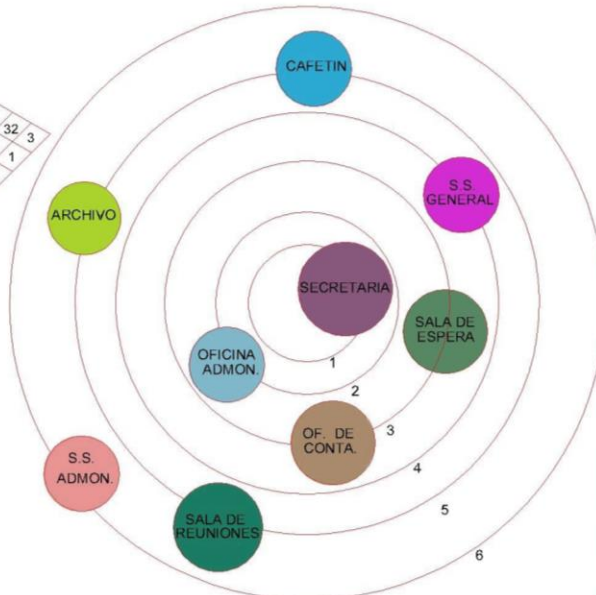 CAFETIN
32
3
1
S.S.
GENERAL
ARCHIVO
SECRETARIA
SALA DE
ESPERA
OFICINA
ADMON.
1
2
OF. DE
CONTA.
3
4
S.S.
ADMON.
5
SALA DE
REUNIONES
6